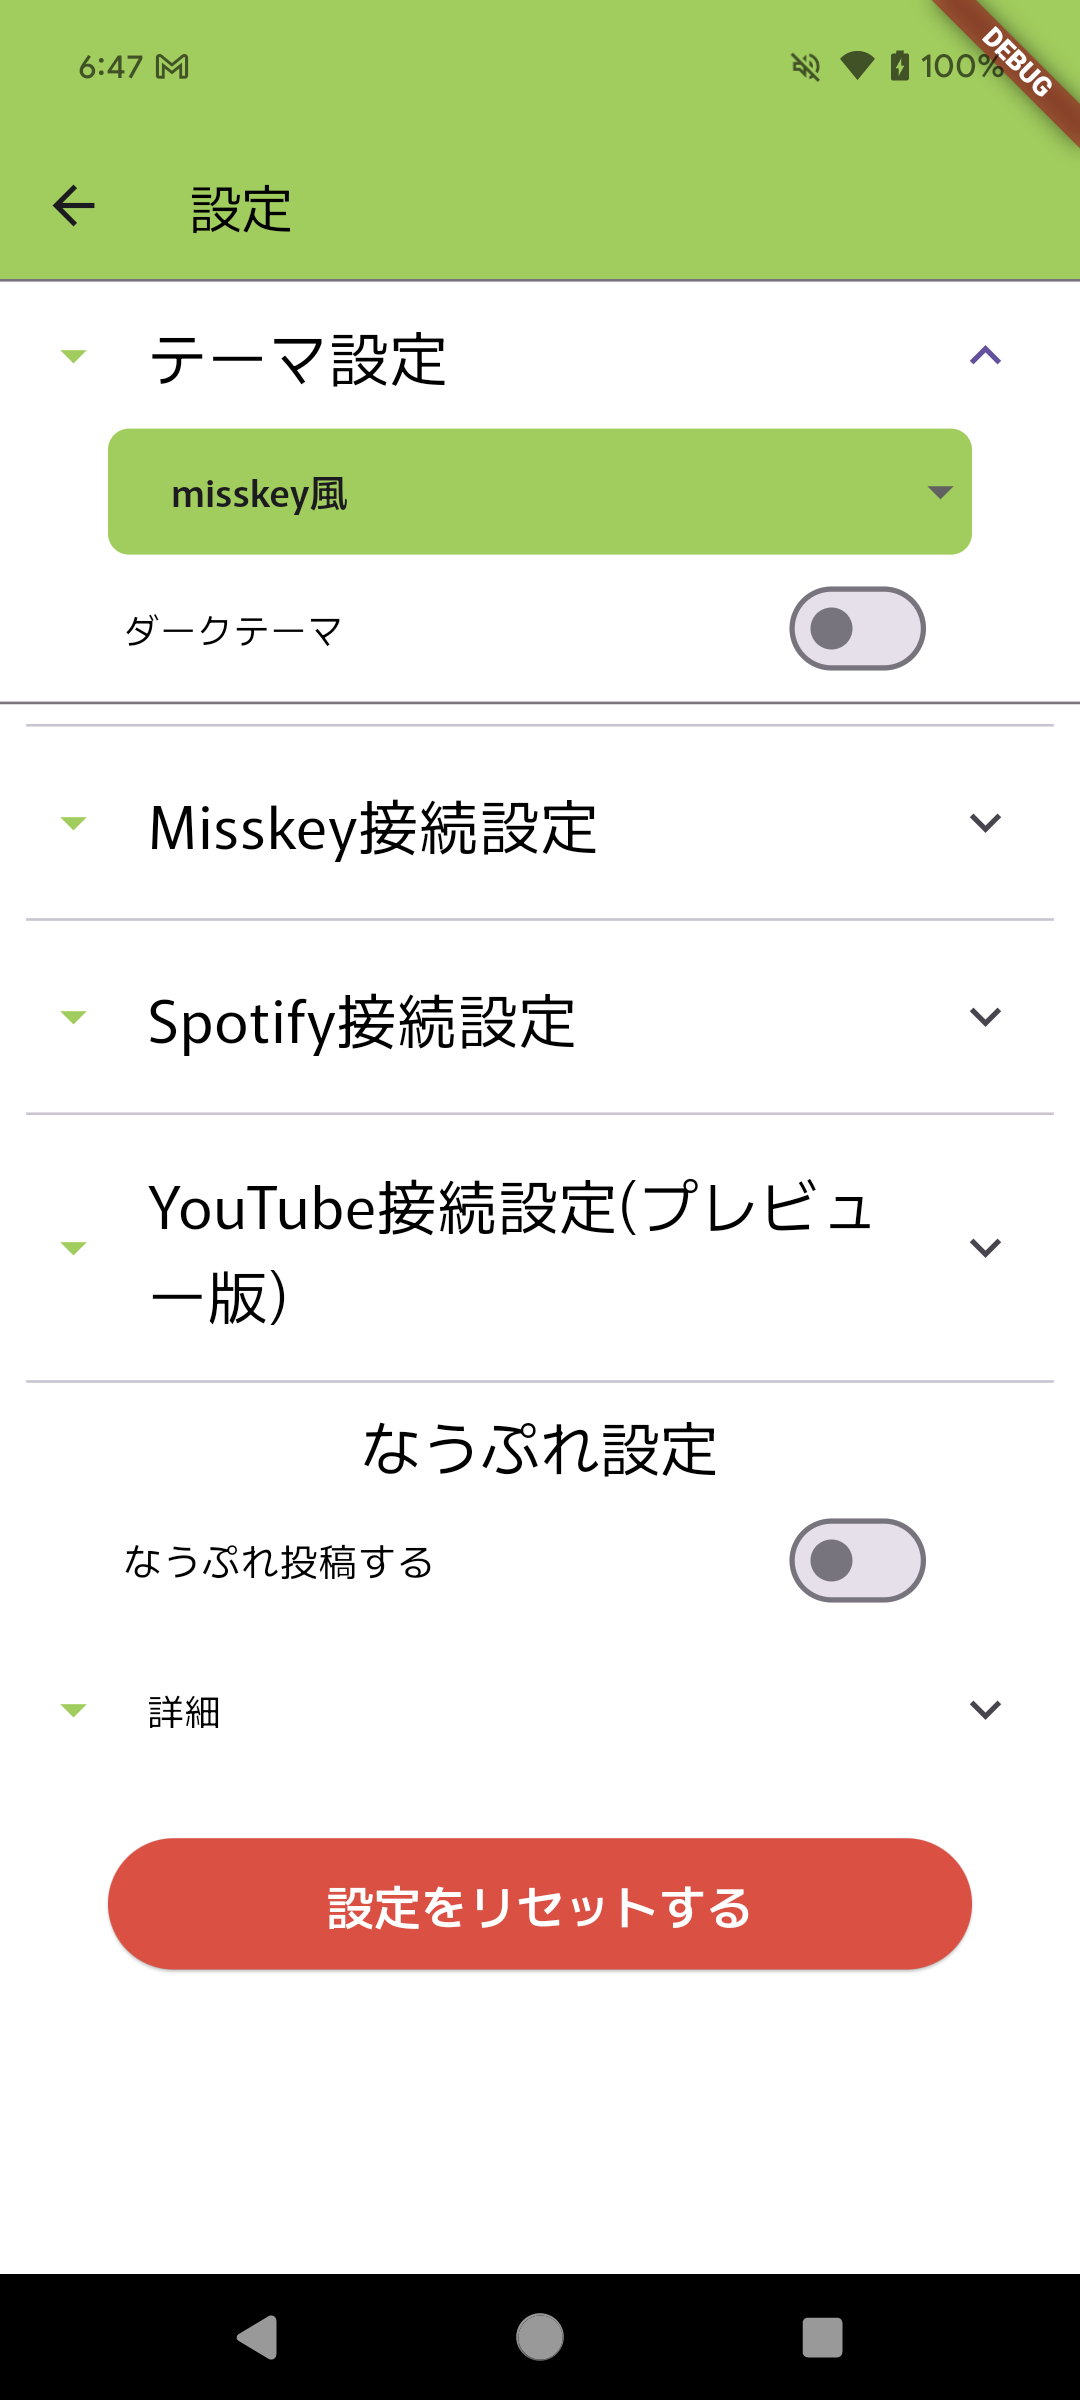 6:47
100%
DEBUG
設定
テーマ設定
misskey風
ダークテーマ
Misskey接続設定
Spotify接続設定
YouTube接続設定(プレビュ
ー版)
なうぷれ設定
なうぷれ投稿する
詳細
設定をリセットする